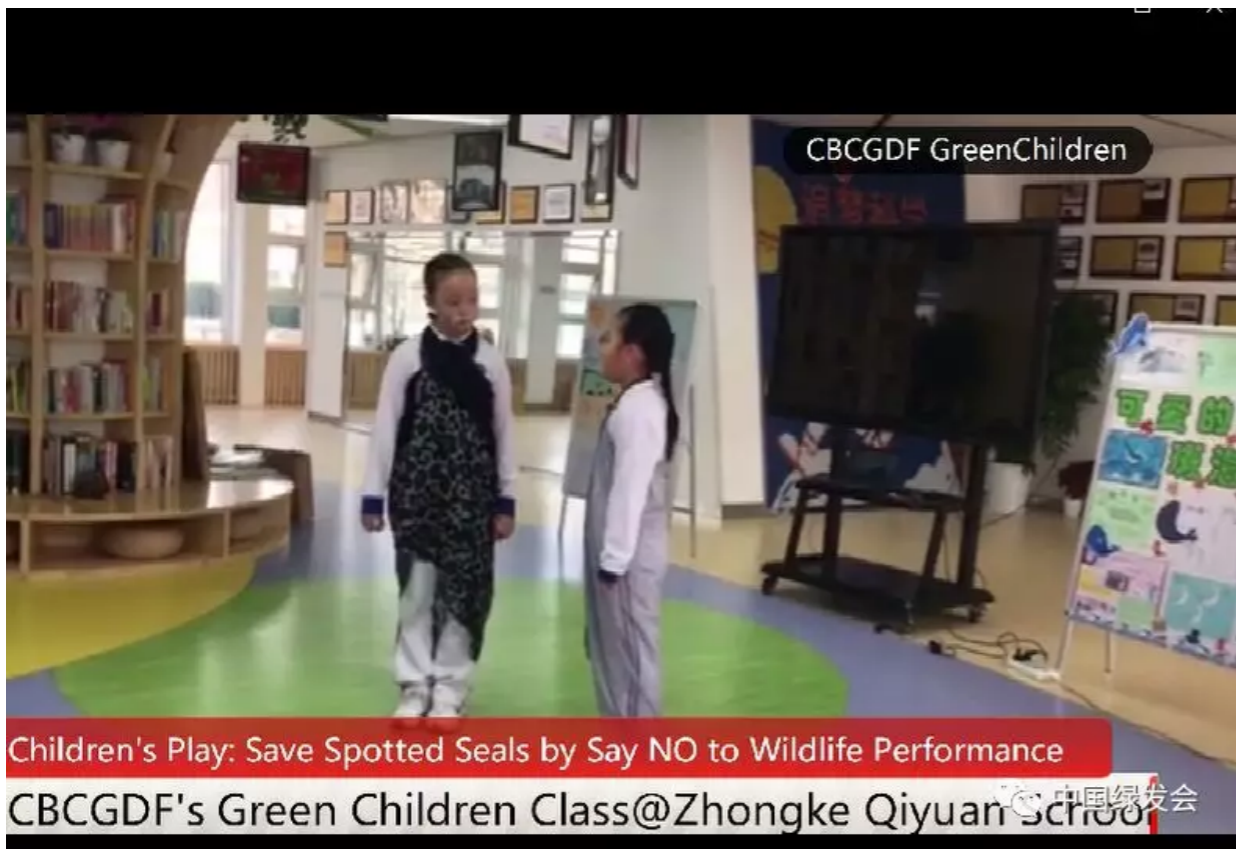 CBCGDF GreenChildren
可爱的
Children's Play: Save Spotted Seals by Say NO to Wildlife Performance
CBCGDF's Green Children Class@Zhongke Qiyuan School
中国绿发会